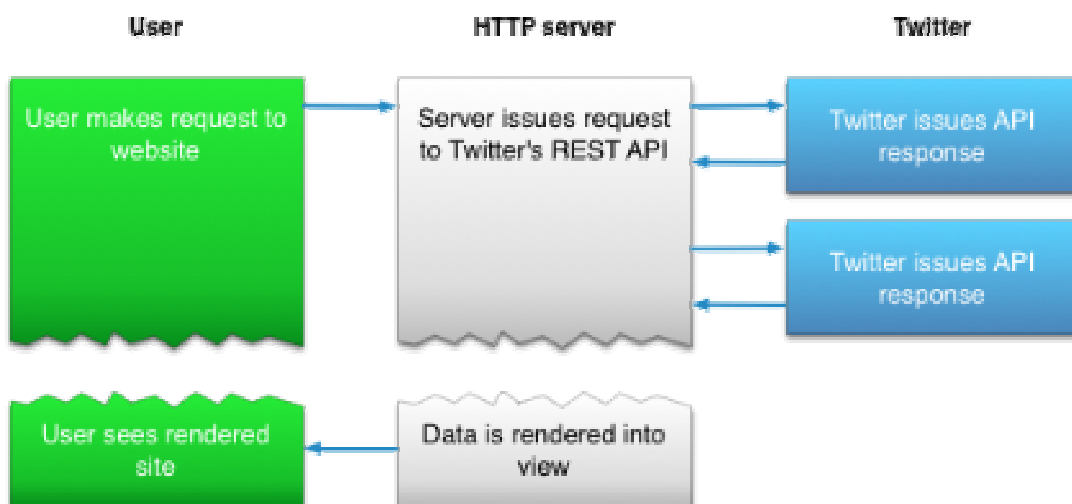 User
HTTP server
Twitter
User makes request to
website
Server issues request
to Twitter's REST API
Twitter issues API
response
Twitter issues API
response
User sees rendered
site
Data is rendered into
view